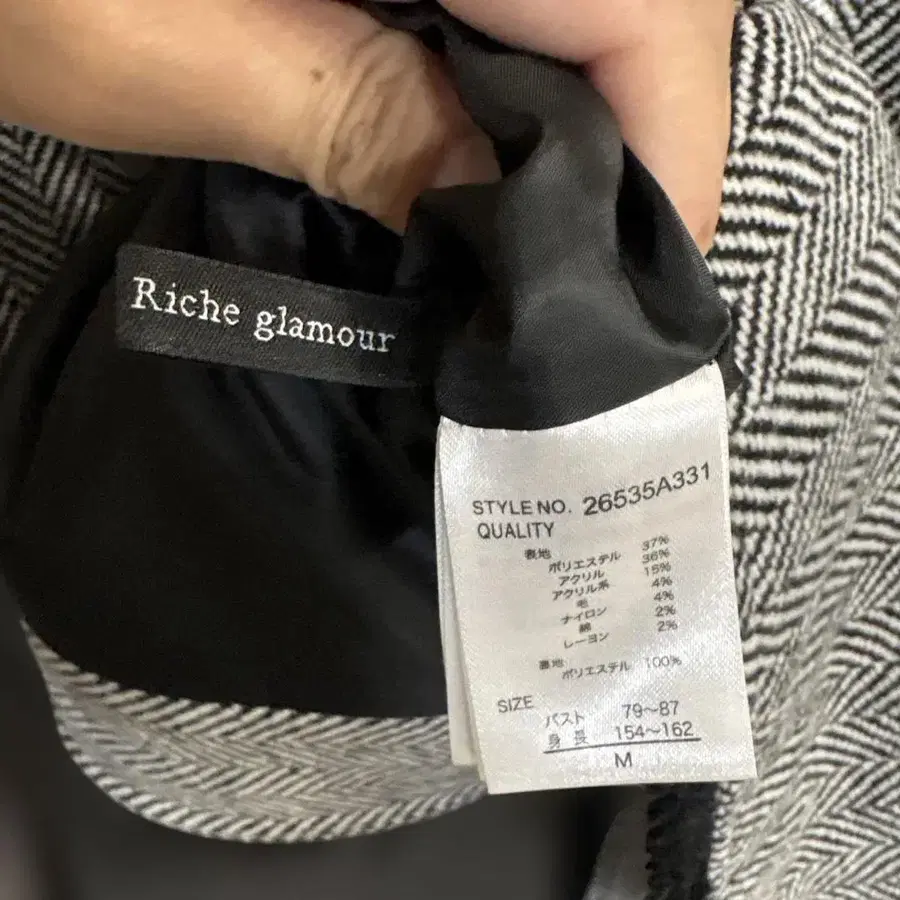 Riche glamour
STYLE NO. 26535A331
QUALITY
表地
ポリエステル 37%
アクリル 36%
アクリル系 15%
毛 4%
ナイロン 4%
綿 2%
レーヨン 2%
裏地
ポリエステル 100%
SIZE
バスト 79〜87
身長 154〜162
M